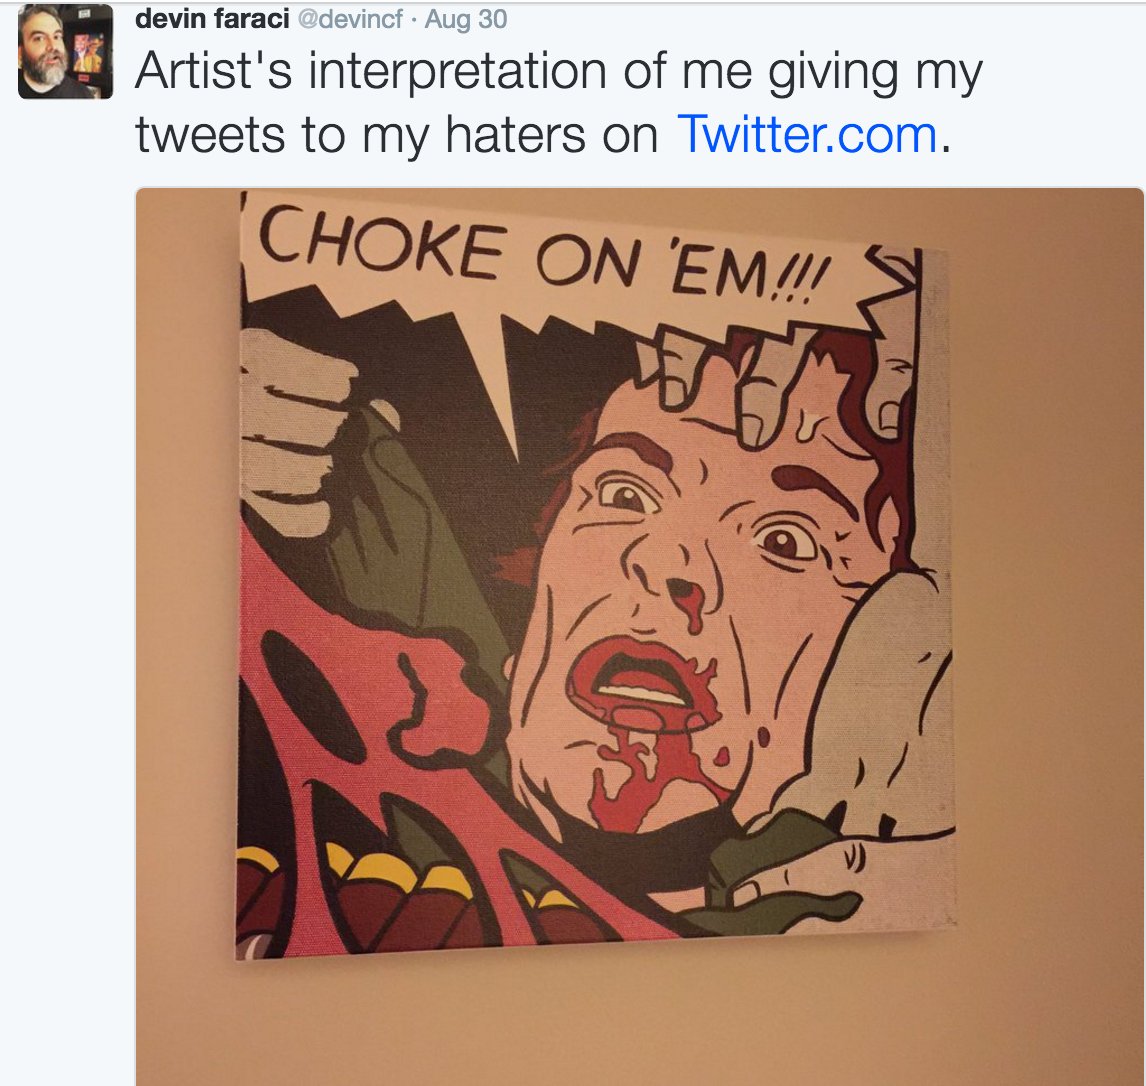 devin faraci @devincf · Aug 30
Artist's interpretation of me giving my
tweets to my haters on Twitter.com.
CHOKE ON 'EM!!!